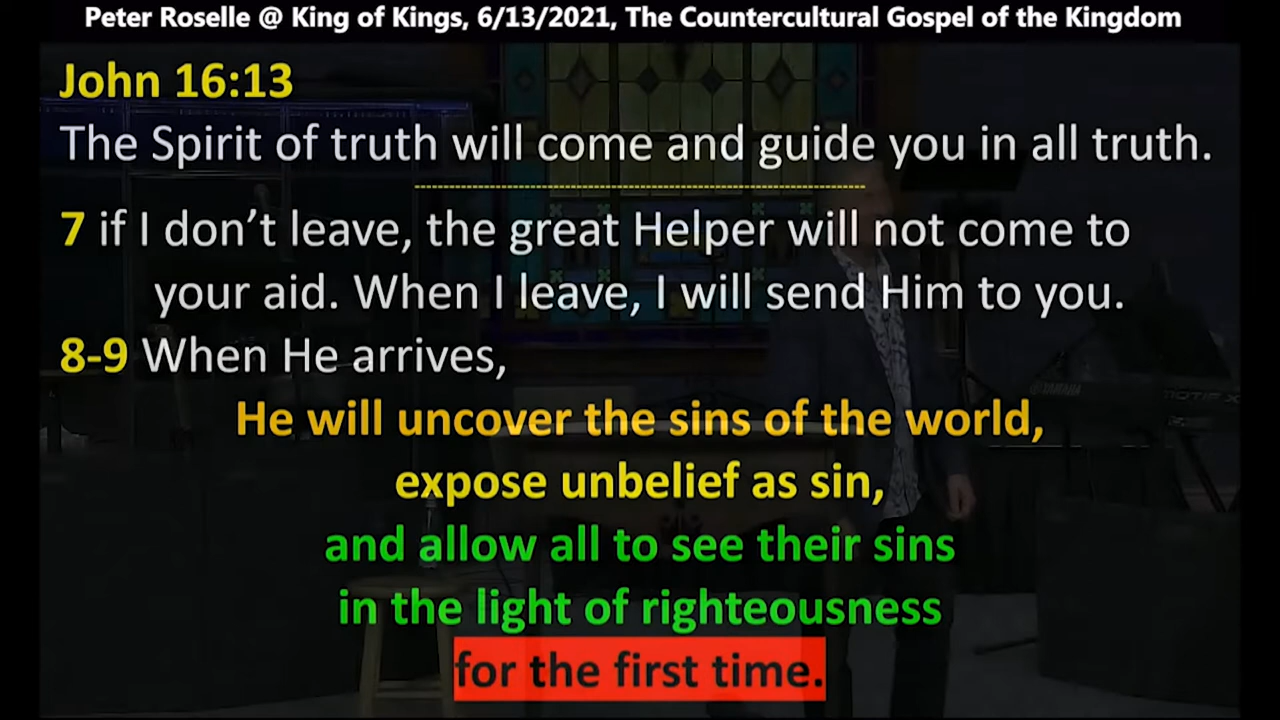 Peter Roselle @ King of Kings, 6/13/2021, The Countercultural Gospel of the Kingdom
John 16:13
The Spirit of truth will come and guide you in all truth.
7 if I don’t leave, the great Helper will not come to
your aid. When I leave, I will send Him to you.
8-9 When He arrives,
He will uncover the sins of the world,
expose unbelief as sin,
and allow all to see their sins
in the light of righteousness
for the first time.
YAMAHA
MOTIF X